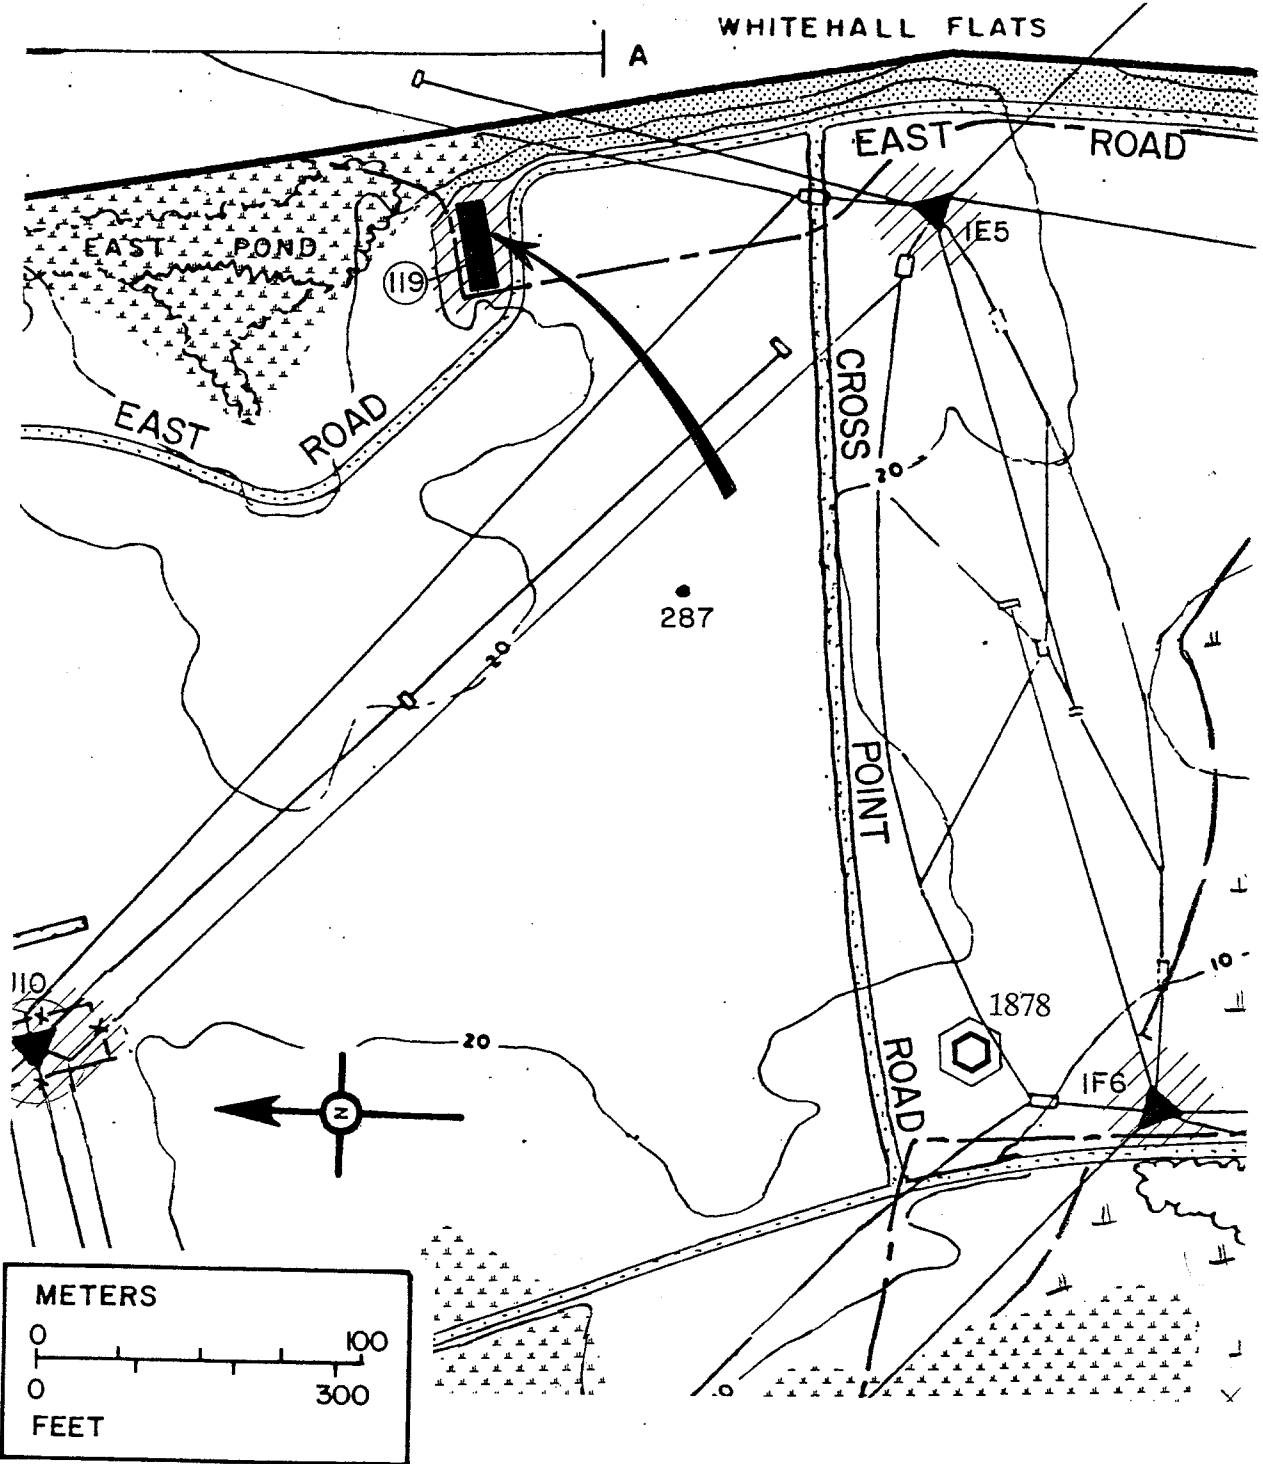 WHITEHALL FLATS
A
EAST ROAD
IE5
EAST POND
119
CROSS
EAST ROAD
20
287
20
POINT
110
10
1878
20
ROAD
IF6
N
METERS
0 100
0 300
FEET